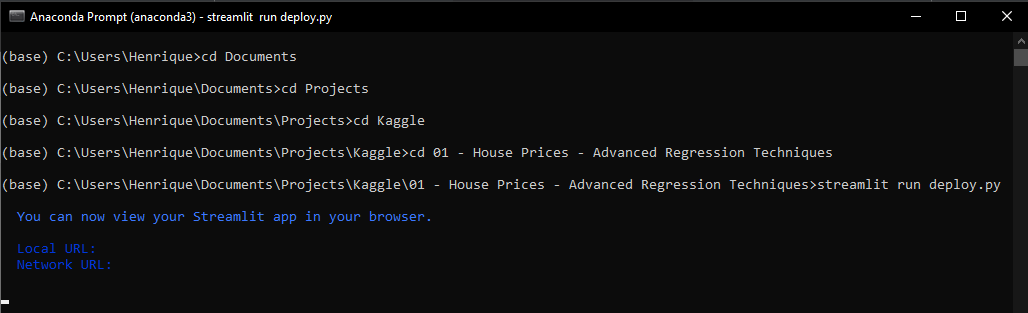 Anaconda Prompt (anaconda3) - streamlit run deploy.py
(base) C:\Users\Henrique>cd Documents
(base) C:\Users\Henrique\Documents>cd Projects
(base) C:\Users\Henrique\Documents\Projects>cd Kaggle
(base) C:\Users\Henrique\Documents\Projects\Kaggle>cd 01 - House Prices - Advanced Regression Techniques
(base) C:\Users\Henrique\Documents\Projects\Kaggle\01 - House Prices - Advanced Regression Techniques>streamlit run deploy.py
You can now view your Streamlit app in your browser.
Local URL:
Network URL: